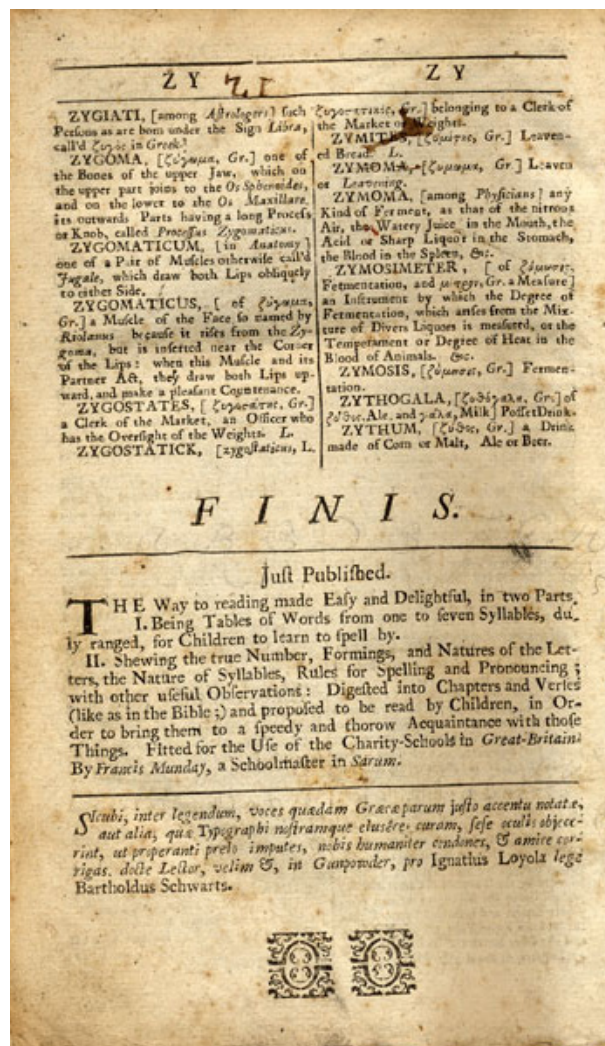 ZY
ZY
ZYGIATI, [among Astrologers] ſuch
Perſons as are born under the Sign Libra,
call'd ζυγὸς in Greek.
ZYGOMA, [ζύγωμα, Gr.] one of
the Bones of the upper Jaw, which on
the upper part joins to the Os Sphenoides,
and on the lower to the Os Maxillare,
its outwards Parts having a long Proceſs
or Knob, called Proceſſus Zygomaticus.
ZYGOMATICUM, [in Anatomy]
one of a Pair of Muſcles otherwiſe call'd
Jugale, which draw both Lips obliquely
to either Side.
ZYGOMATICUS, [ of ζύγωμα,
Gr.] a Muſcle of the Face ſo named by
Riolanus becauſe it riſes from the Zy-
goma, but is inſerted near the Corner
of the Lips: when this Muſcle and its
Partner Act, they draw both Lips up-
ward, and make a pleaſant Countenance.
ZYGOSTATES, [ Gr.]
a Clerk of the Market, an Officer who
has the Overſight of the Weights. L.
ZYGOSTATICK, [zygoſtaticus, L.
Gr.] belonging to a Clerk of
the Market or Weights.
ZYMITES, [ζυμίτης, Gr.] Leaven-
ed Bread. L.
ZYMOMA, [ζυμωμα, Gr.] Leaven
or Leavening.
ZYMOMA, [among Phyſicians] any
Kind of Ferment, as that of the nitrous
Air, the Watery Juice in the Mouth, the
Acid or Sharp Liquor in the Stomach,
the Blood in the Spleen, &c.
ZYMOSIMETER, [ of ζύμωσις,
Fermentation, and Gr. a Meaſure]
an Inſtrument by which the Degree of
Fermentation, which ariſes from the Mix-
ture of Divers Liquors is meaſured, or the
Temperament or Degree of Heat in the
Blood of Animals. &c.
ZYMOSIS, [ζύμωσις, Gr.] Fermen-
tation.
ZYTHOGALA, [ζυθόγαλα, Gr. of
ζύθος, Ale. and γάλα, Milk] Poſſet Drink.
ZYTHUM, [ζύθος, Gr.] a Drink
made of Corn or Malt, Ale or Beer.
FINIS.
Juſt Publiſhed.
THE Way to reading made Eaſy and Delightful, in two Parts
I. Being Tables of Words from one to ſeven Syllables, du-
ly ranged, for Children to learn to ſpell by.
II. Shewing the true Number, Formings, and Natures of the Let-
ters, the Nature of Syllables, Rules for Spelling and Pronouncing;
with other uſeful Obſervations: Digeſted into Chapters and Verſes
(like as in the Bible;) and propoſed to be read by Children, in Or-
der to bring them to a ſpeedy and thorow Acquaintance with thoſe
Things. Fitted for the Uſe of the Charity-Schools in Great-Britain:
By Francis Munday, a Schoolmaſter in Sarum.
Sicubi, inter legendum, voces quædam Græcæ parum juſto accentu notatæ,
aut alia, quæ Typographi noſtramque eluſêre curam, ſeſe oculis objece-
rint, ut properanti prelo imputes, nobis humaniter condones, & amice cor-
rigas. docte Lector, velim &, in Gunpowder, pro Ignatius Loyola lege
Bartholdus Schwarts.